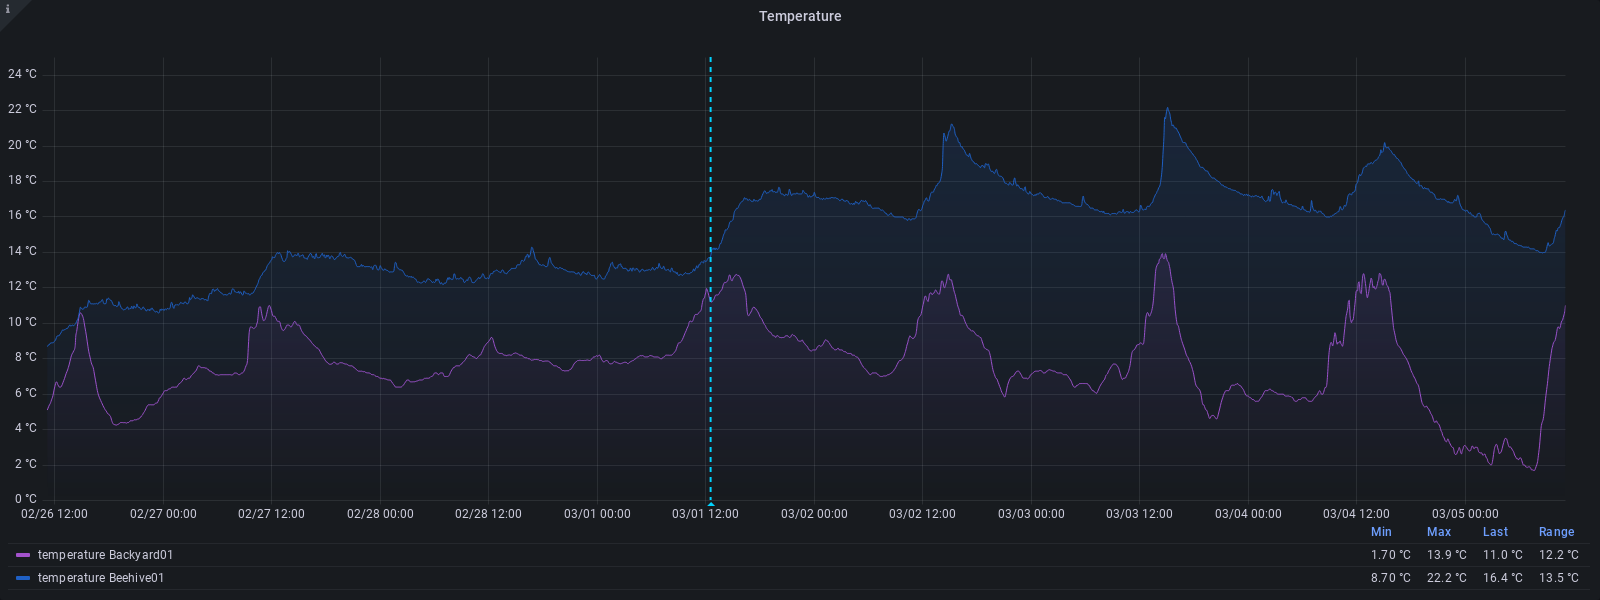 i
Temperature
24 °C
22 °C
20 °C
18 °C
16 °C
14 °C
12 °C
10 °C
8 °C
6 °C
4 °C
2 °C
0 °C
02/26 12:00 02/27 00:00 02/27 12:00 02/28 00:00 02/28 12:00 03/01 00:00 03/01 12:00 03/02 00:00 03/02 12:00 03/03 00:00 03/03 12:00 03/04 00:00 03/04 12:00 03/05 00:00
Min Max Last Range
temperature Backyard01 1.70 °C 13.9 °C 11.0 °C 12.2 °C
temperature Beehive01 8.70 °C 22.2 °C 16.4 °C 13.5 °C